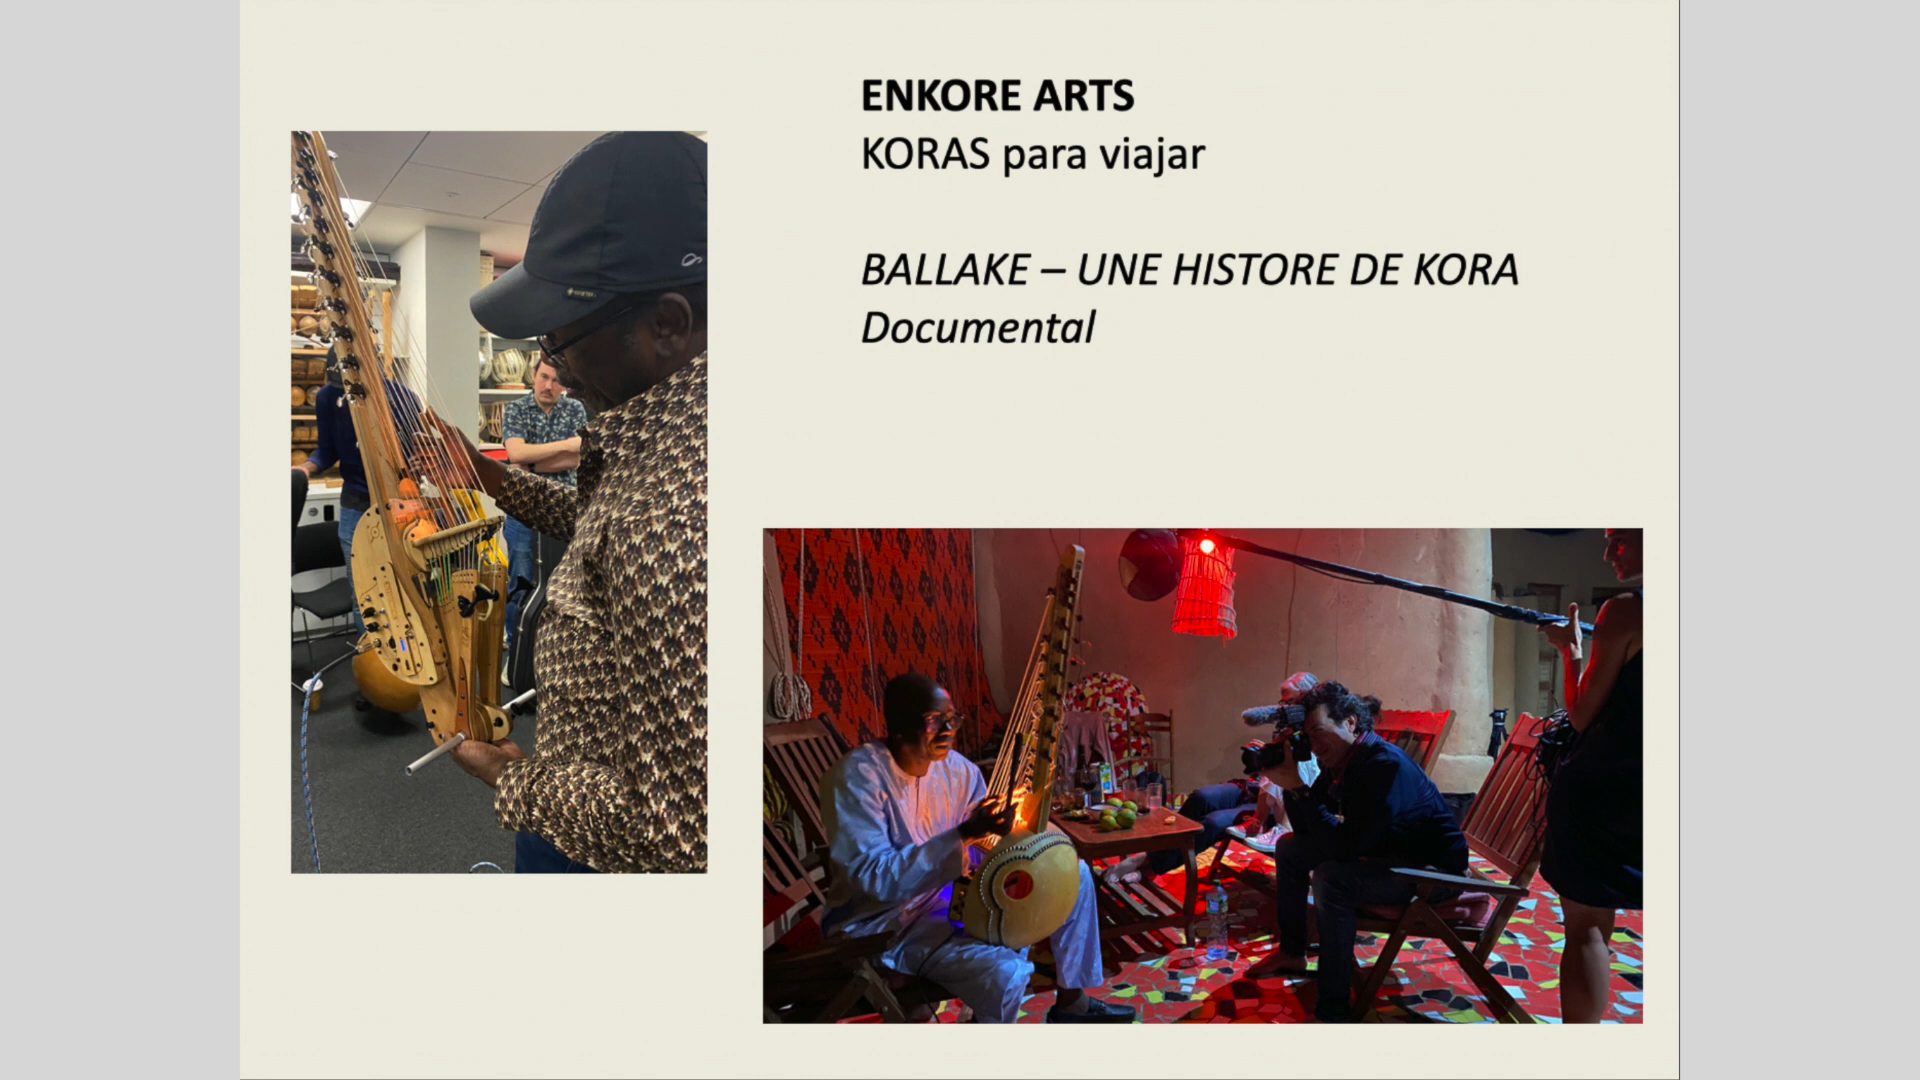 ENKORE ARTS
KORAS para viajar
BALLAKE – UNE HISTORE DE KORA
Documental